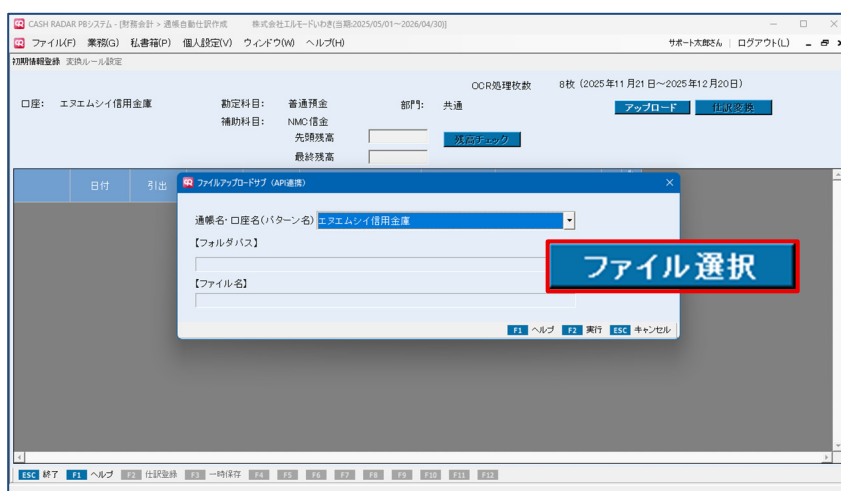 CASH RADAR PBシステム - [財務会計 > 通帳自動仕訳作成 株式会社エルモードいわき(当期:2025/05/01~2026/04/30)]
ファイル(F) 業務(G) 私書箱(P) 個人設定(V) ウィンドウ(W) ヘルプ(H) サポート太郎さん ログアウト(L)
初期情報登録 変換ルール設定
OCR処理枚数 8枚（2025年11月21日～2025年12月20日）
口座: エヌエムシイ信用金庫 勘定科目: 普通預金 部門: 共通 アップロード 仕訳変換
補助科目: NMC信金
先頭残高 残高チェック
最終残高
日付 引出
ファイルアップロードサブ（API連携）
通帳名・口座名(パターン名) エヌエムシイ信用金庫
【フォルダパス】
ファイル選択
【ファイル名】
F1 ヘルプ F2 実行 ESC キャンセル
ESC 終了 F1 ヘルプ F2 仕訳登録 F3 一時保存 F4 F5 F6 F7 F8 F9 F10 F11 F12